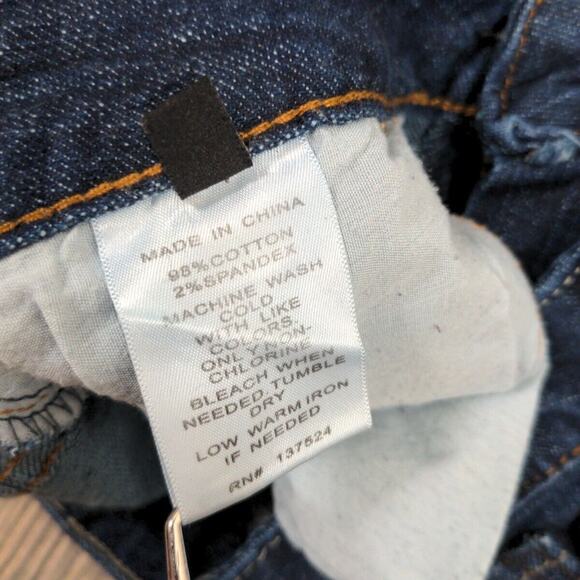 MADE IN CHINA
98%COTTON
2%SPANDEX
MACHINE WASH
COLD
WITH LIKE
COLORS.
ONLY NON-
CHLORINE
BLEACH WHEN
NEEDED,TUMBLE
DRY
LOW WARM IRON
IF NEEDED
RN# 137524